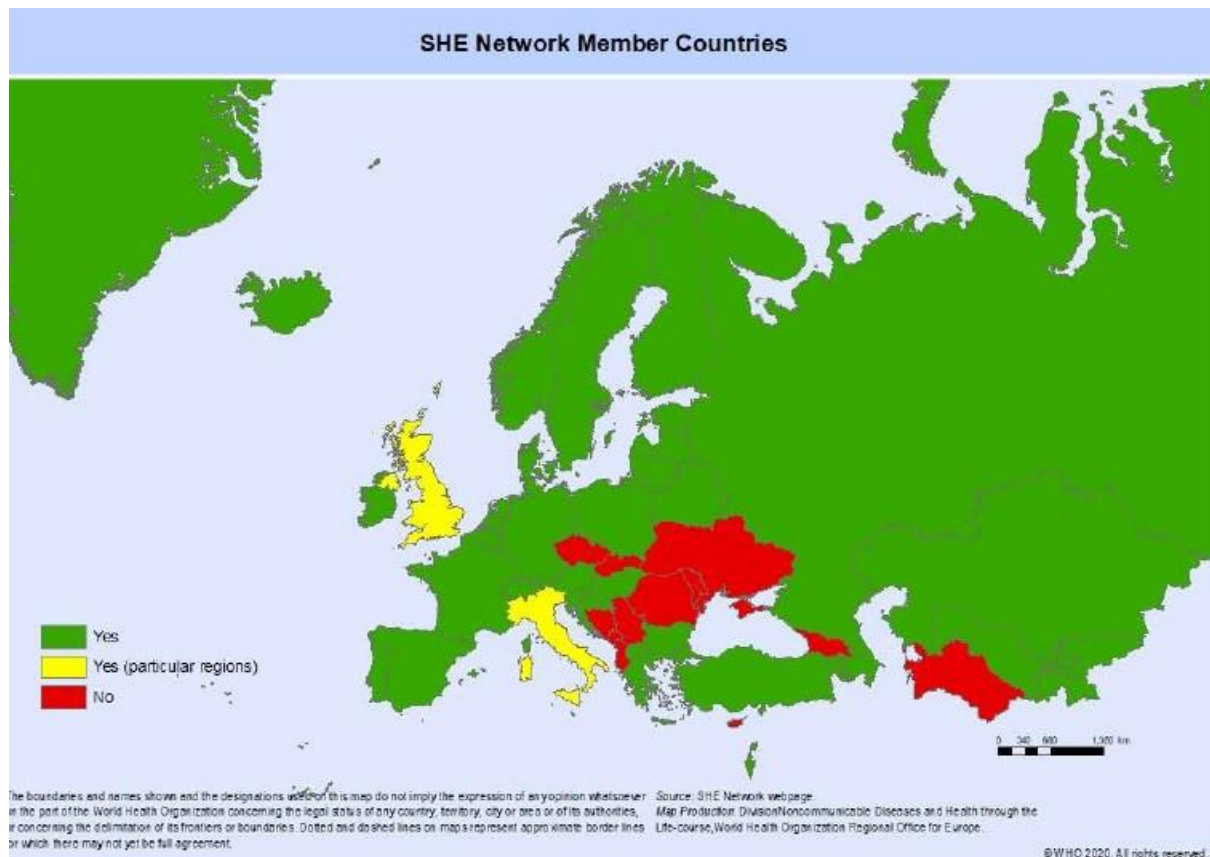 SHE Network Member Countries
Yes
Yes (particular regions)
No
0 340 680 1,360 km
The boundaries and names shown and the designations used on this map do not imply the expression of any opinion whatsoever
on the part of the World Health Organization concerning the legal status of any country, territory, city or area or of its authorities,
or concerning the delimitation of its frontiers or boundaries. Dotted and dashed lines on maps represent approximate border lines
for which there may not yet be full agreement.
Source: SHE Network webpage.
Map Production: DivisionNoncommunicable Diseases and Health through the
Life-course,World Health Organization Regional Office for Europe.
©WHO 2020. All rights reserved.